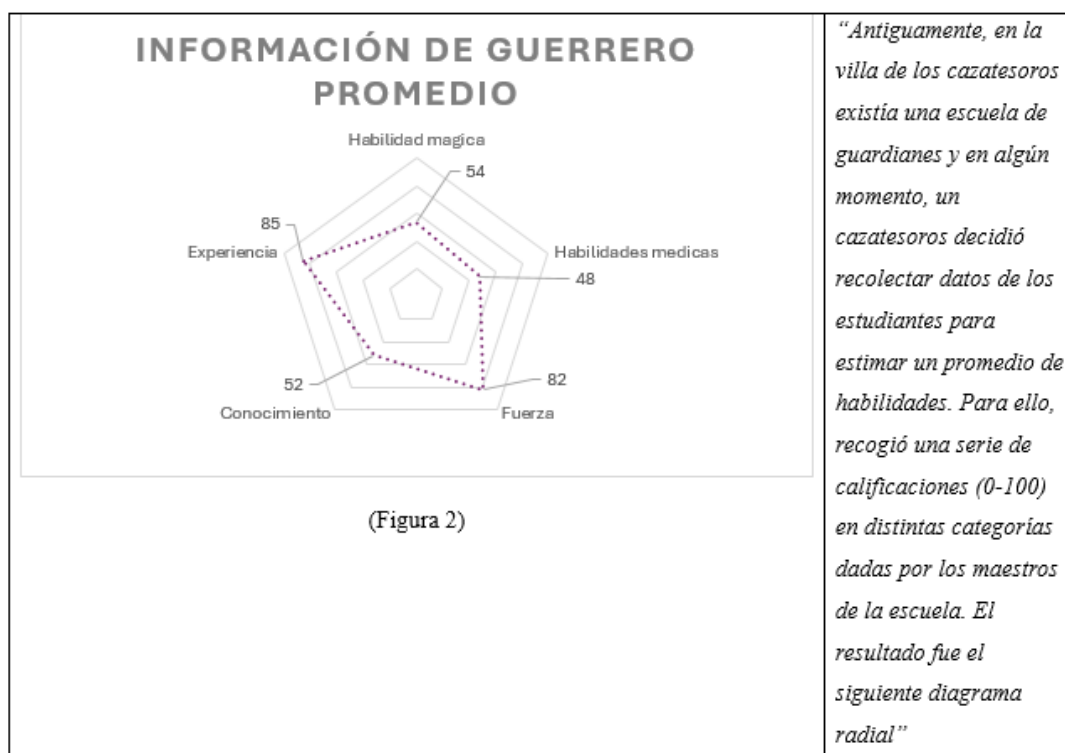 INFORMACIÓN DE GUERRERO
PROMEDIO
Habilidad magica
54
85
Experiencia
Habilidades medicas
48
52
82
Conocimiento
Fuerza
(Figura 2)
“Antiguamente, en la
villa de los cazatesoros
existía una escuela de
guardianes y en algún
momento, un
cazatesoros decidió
recolectar datos de los
estudiantes para
estimar un promedio de
habilidades. Para ello,
recogió una serie de
calificaciones (0-100)
en distintas categorías
dadas por los maestros
de la escuela. El
resultado fue el
siguiente diagrama
radial”